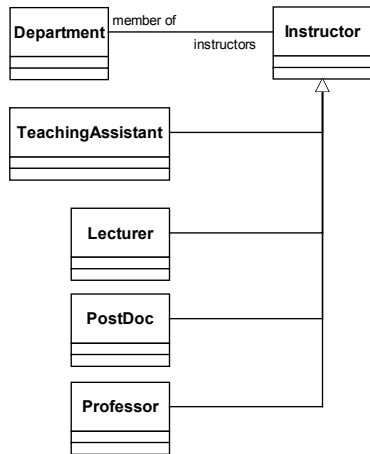 Department
member of
instructors
Instructor
TeachingAssistant
Lecturer
PostDoc
Professor